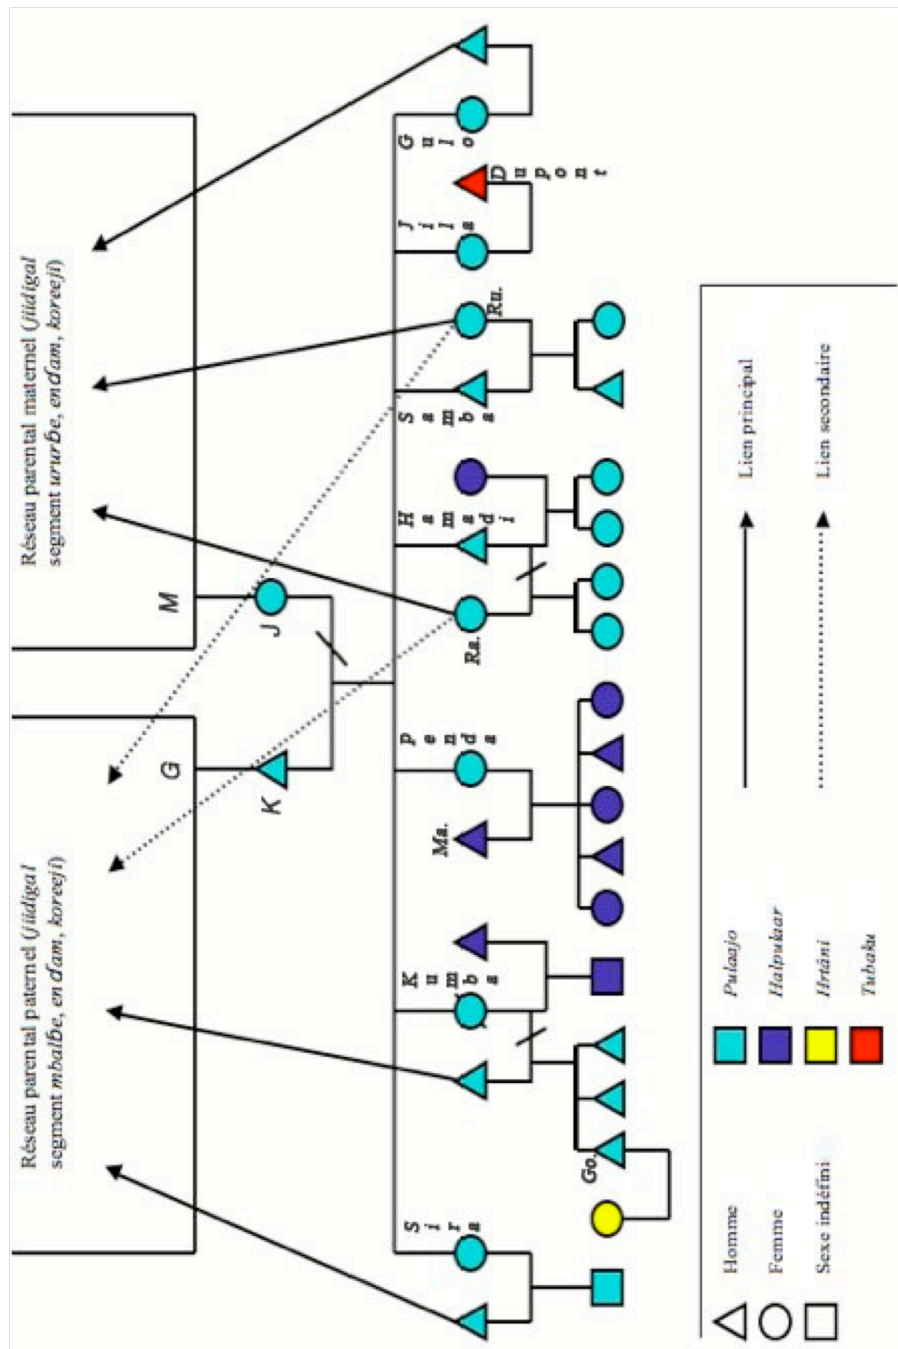 Réseau parental paternel (jiidigal
segment mbalɓe, enɗam, koreeji)
Réseau parental maternel (jiidigal
segment ururɓe, enɗam, koreeji)
G
M
K
J
Sira
Kumba
Penda
Hamadi
Samba
Jila
Gulo
Ma.
Ra.
Ru.
Dupont
Go.
Homme
Pulaajo
Lien principal
Femme
Halpulaar
Sexe indéfini
Hrtâni
Lien secondaire
Tubaku